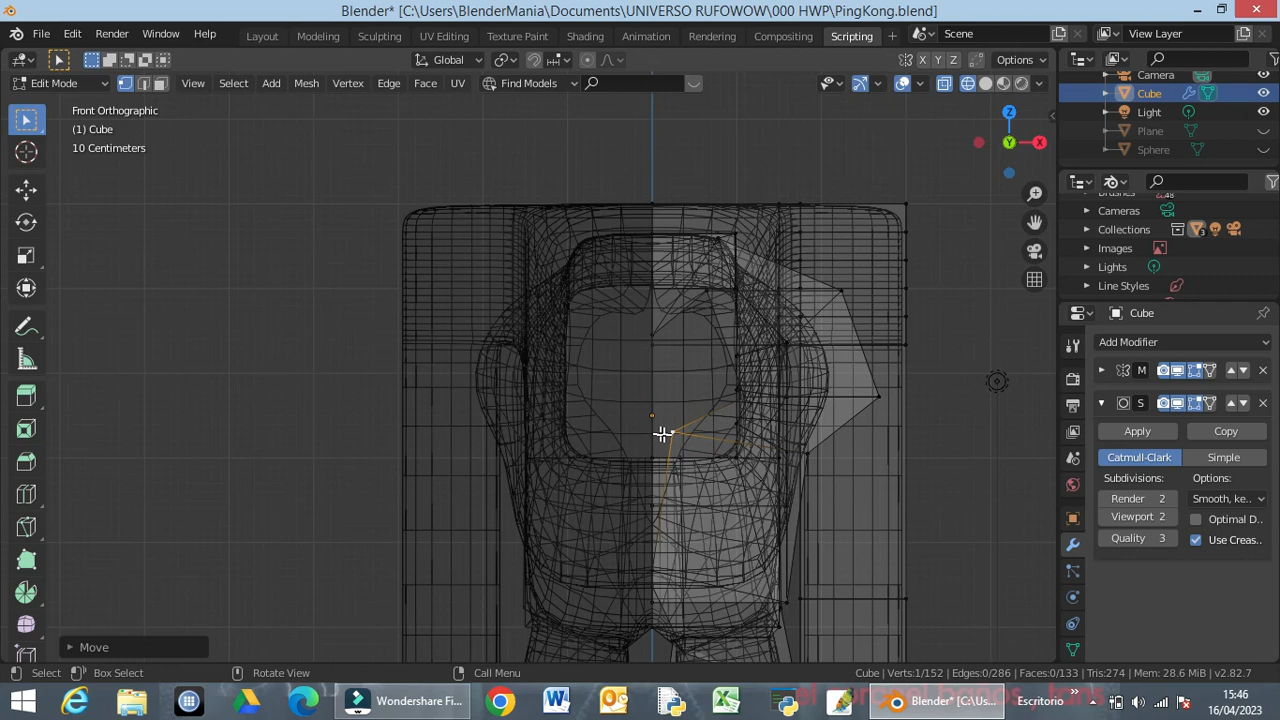 Blender* [C:\Users\BlenderMania\Documents\UNIVERSO RUFOWOW\000 HWP\PingKong.blend]
File Edit Render Window Help Layout Modeling Sculpting UV Editing Texture Paint Shading Animation Rendering Compositing Scripting + Scene View Layer
Global X Y Z Options
Edit Mode View Select Add Mesh Vertex Edge Face UV Find Models
Front Orthographic
(1) Cube
10 Centimeters
Z
Y
X
Camera
Cube
Light
Plane
Sphere
Brushes
Cameras
Collections
Images
Lights
Line Styles
Cube
Add Modifier
M
S
Apply Copy
Catmull-Clark Simple
Subdivisions: Options:
Render 2 Smooth, ke..
Viewport 2 Optimal D..
Quality 3 Use Creas..
Move
Select Box Select Rotate View Call Menu Cube | Verts:1/152 | Edges:0/286 | Faces:0/133 | Tris:274 | Mem: 28.6 MiB | v2.82.7
Wondershare Fi... Blender* [C:\Us... Escritorio
15:46
16/04/2023